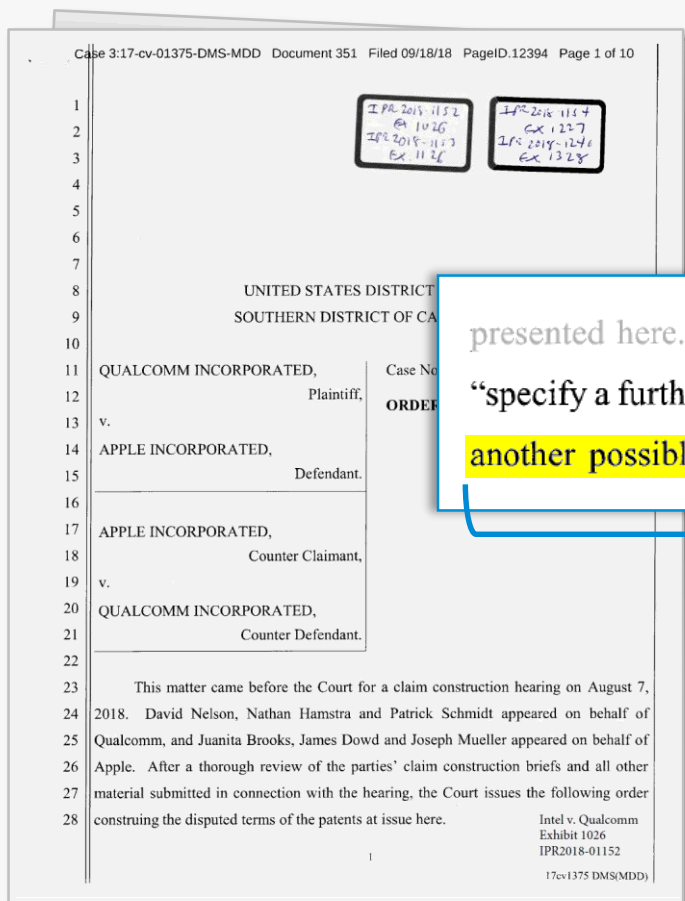 Case 3:17-cv-01375-DMS-MDD Document 351 Filed 09/18/18 PageID.12394 Page 1 of 10
IPR2018-1152
Ex 1026
IPR2018-1153
Ex. 1126
IPR2018-1154
Ex 1227
IPR2018-1240
Ex 1328
1
2
3
4
5
6
7
8 UNITED STATES DISTRICT
9 SOUTHERN DISTRICT OF CA
10
11 QUALCOMM INCORPORATED, Case No
12 Plaintiff, ORDER
13 v.
14 APPLE INCORPORATED,
15 Defendant.
16
17 APPLE INCORPORATED,
18 Counter Claimant,
19 v.
20 QUALCOMM INCORPORATED,
21 Counter Defendant.
22
presented here.
“specify a furth
another possibl
23 This matter came before the Court for a claim construction hearing on August 7,
24 2018. David Nelson, Nathan Hamstra and Patrick Schmidt appeared on behalf of
25 Qualcomm, and Juanita Brooks, James Dowd and Joseph Mueller appeared on behalf of
26 Apple. After a thorough review of the parties’ claim construction briefs and all other
27 material submitted in connection with the hearing, the Court issues the following order
28 construing the disputed terms of the patents at issue here.
Intel v. Qualcomm
Exhibit 1026
IPR2018-01152
1
17cv1375 DMS(MDD)